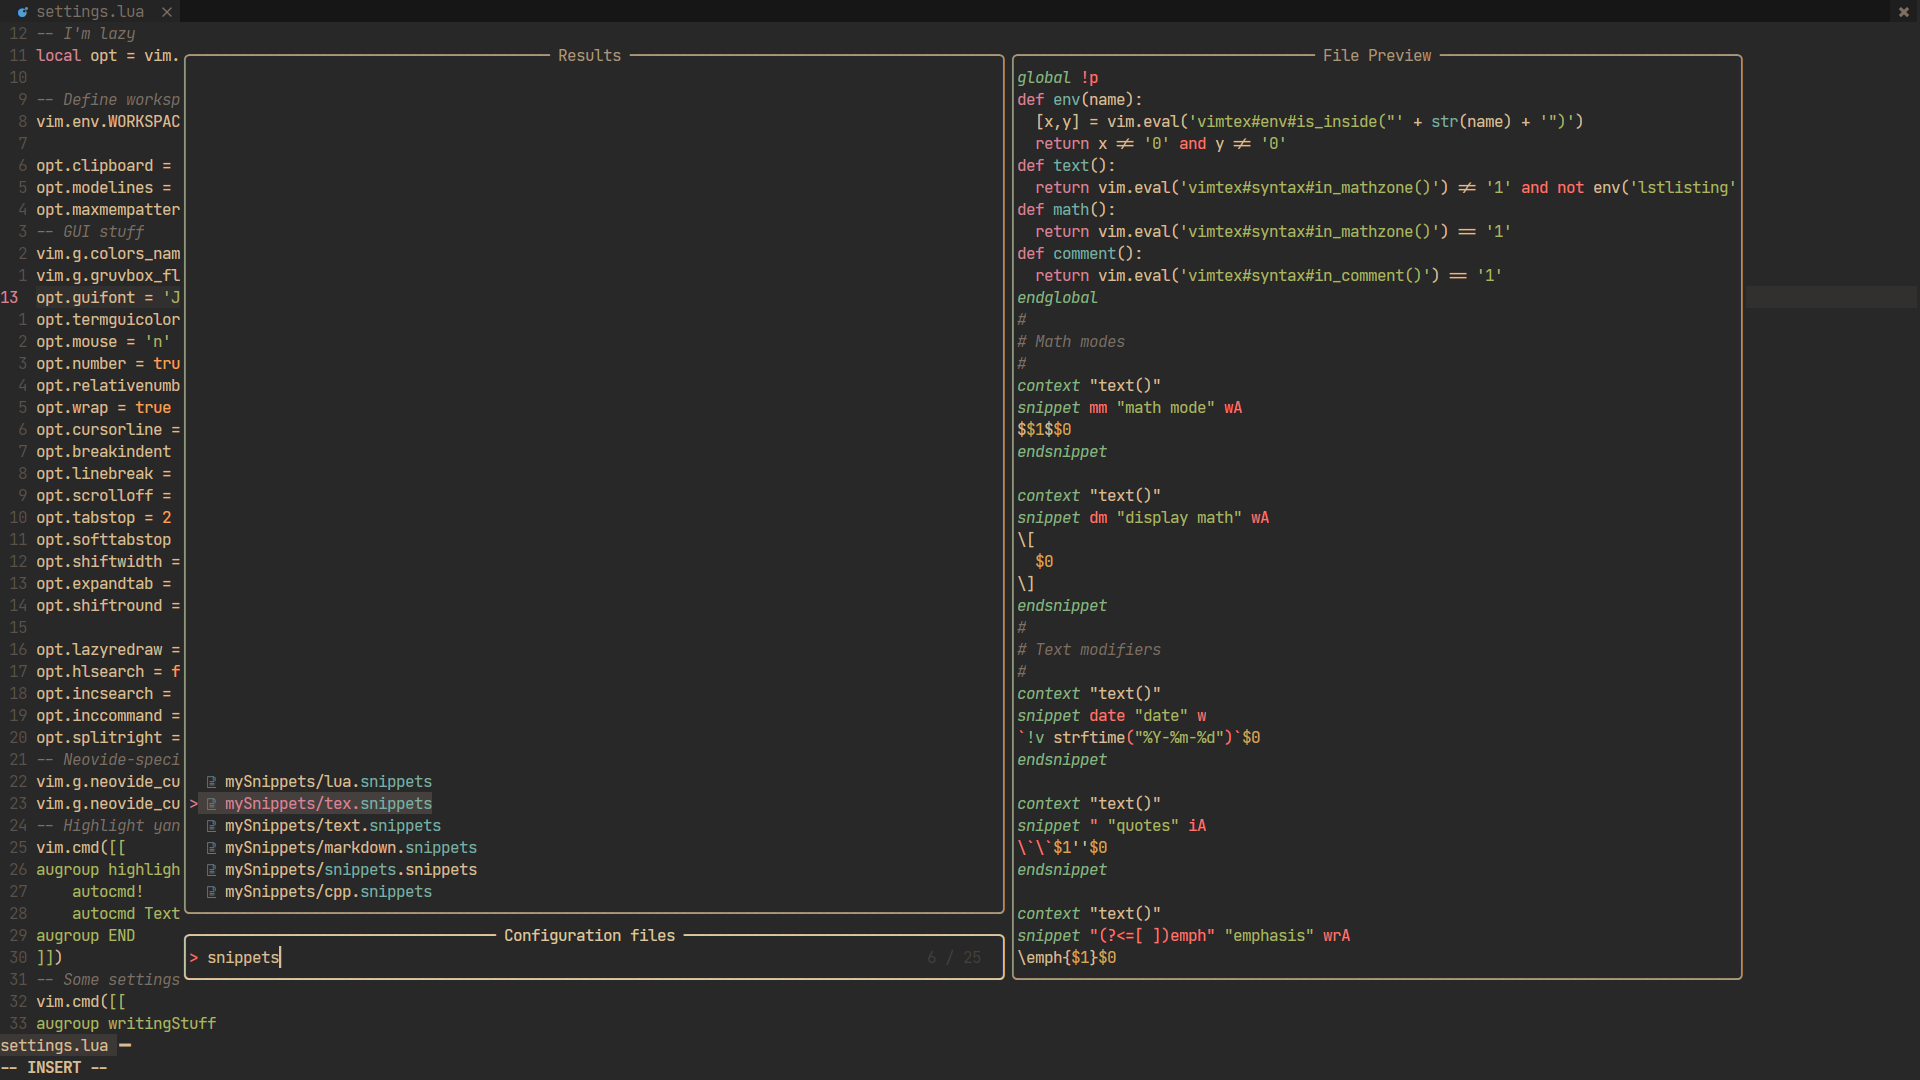 settings.lua
12 -- I'm lazy
11 local opt = vim.
10
9 -- Define worksp
8 vim.env.WORKSPAC
7
6 opt.clipboard =
5 opt.modelines =
4 opt.maxmempatter
3 -- GUI stuff
2 vim.g.colors_nam
1 vim.g.gruvbox_fl
13 opt.guifont = 'J
1 opt.termguicolor
2 opt.mouse = 'n'
3 opt.number = tru
4 opt.relativenumb
5 opt.wrap = true
6 opt.cursorline =
7 opt.breakindent
8 opt.linebreak =
9 opt.scrolloff =
10 opt.tabstop = 2
11 opt.softtabstop
12 opt.shiftwidth =
13 opt.expandtab =
14 opt.shiftround =
15
16 opt.lazyredraw =
17 opt.hlsearch = f
18 opt.incsearch =
19 opt.inccommand =
20 opt.splitright =
21 -- Neovide-speci
22 vim.g.neovide_cu
23 vim.g.neovide_cu
24 -- Highlight yan
25 vim.cmd([[
26 augroup highligh
27     autocmd!
28     autocmd Text
29 augroup END
30 ]])
31 -- Some settings
32 vim.cmd([[
33 augroup writingStuff
settings.lua
-- INSERT --
Results
mySnippets/lua.snippets
> mySnippets/tex.snippets
mySnippets/text.snippets
mySnippets/markdown.snippets
mySnippets/snippets.snippets
mySnippets/cpp.snippets
Configuration files
> snippets 6 / 25
File Preview
global !p
def env(name):
  [x,y] = vim.eval('vimtex#env#is_inside("' + str(name) + '")')
  return x != '0' and y != '0'
def text():
  return vim.eval('vimtex#syntax#in_mathzone()') != '1' and not env('lstlisting'
def math():
  return vim.eval('vimtex#syntax#in_mathzone()') == '1'
def comment():
  return vim.eval('vimtex#syntax#in_comment()') == '1'
endglobal
#
# Math modes
#
context "text()"
snippet mm "math mode" wA
$$1$$0
endsnippet
context "text()"
snippet dm "display math" wA
\[
  $0
\]
endsnippet
#
# Text modifiers
#
context "text()"
snippet date "date" w
`!v strftime("%Y-%m-%d")`$0
endsnippet
context "text()"
snippet " "quotes" iA
\`\`$1''$0
endsnippet
context "text()"
snippet "(?<=[ ])emph" "emphasis" wrA
\emph{$1}$0